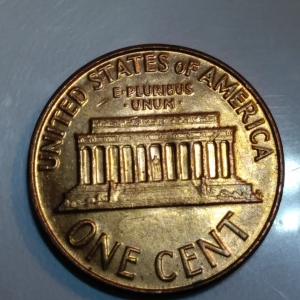 UNITED STATES OF AMERICA
E·PLURIBUS
·UNUM·
ONE CENT